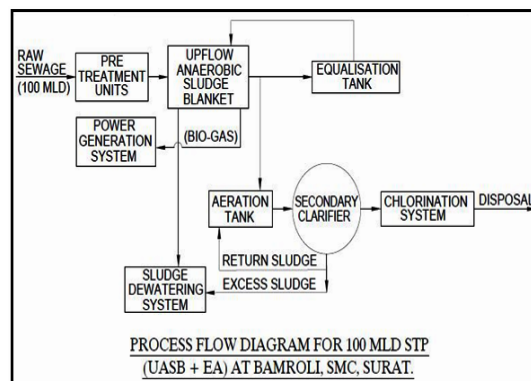 RAW
SEWAGE
(100 MLD)
PRE
TREATMENT
UNITS
UPFLOW
ANAEROBIC
SLUDGE
BLANKET
EQUALISATION
TANK
POWER
GENERATION
SYSTEM
(BIO-GAS)
AERATION
TANK
SECONDARY
CLARIFIER
CHLORINATION
SYSTEM
DISPOSAL
RETURN SLUDGE
SLUDGE
DEWATERING
SYSTEM
EXCESS SLUDGE
PROCESS FLOW DIAGRAM FOR 100 MLD STP
(UASB + EA) AT BAMROLI, SMC, SURAT.